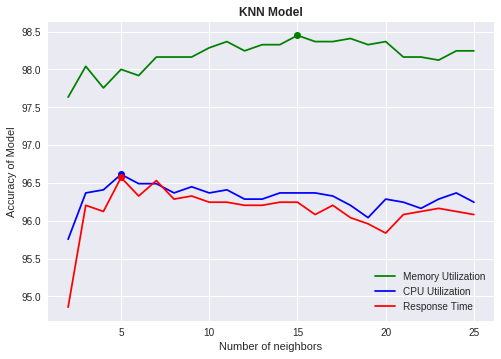 KNN Model
Accuracy of Model
98.5
98.0
97.5
97.0
96.5
96.0
95.5
95.0
5
10
15
20
25
Number of neighbors
Memory Utilization
CPU Utilization
Response Time